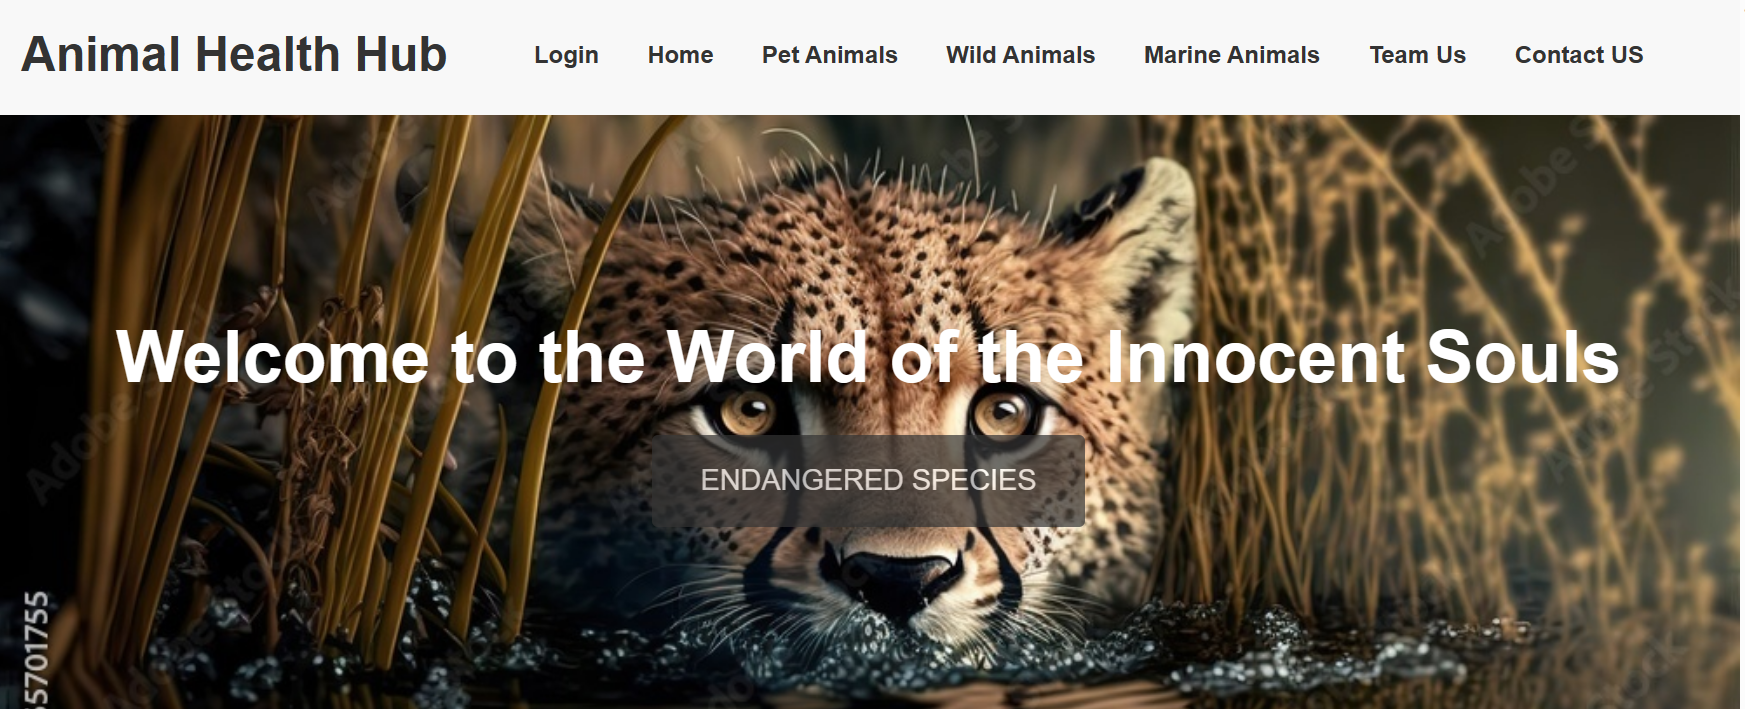 Animal Health Hub
Login Home Pet Animals Wild Animals Marine Animals Team Us Contact US
Welcome to the World of the Innocent Souls
ENDANGERED SPECIES
Adobe Stock